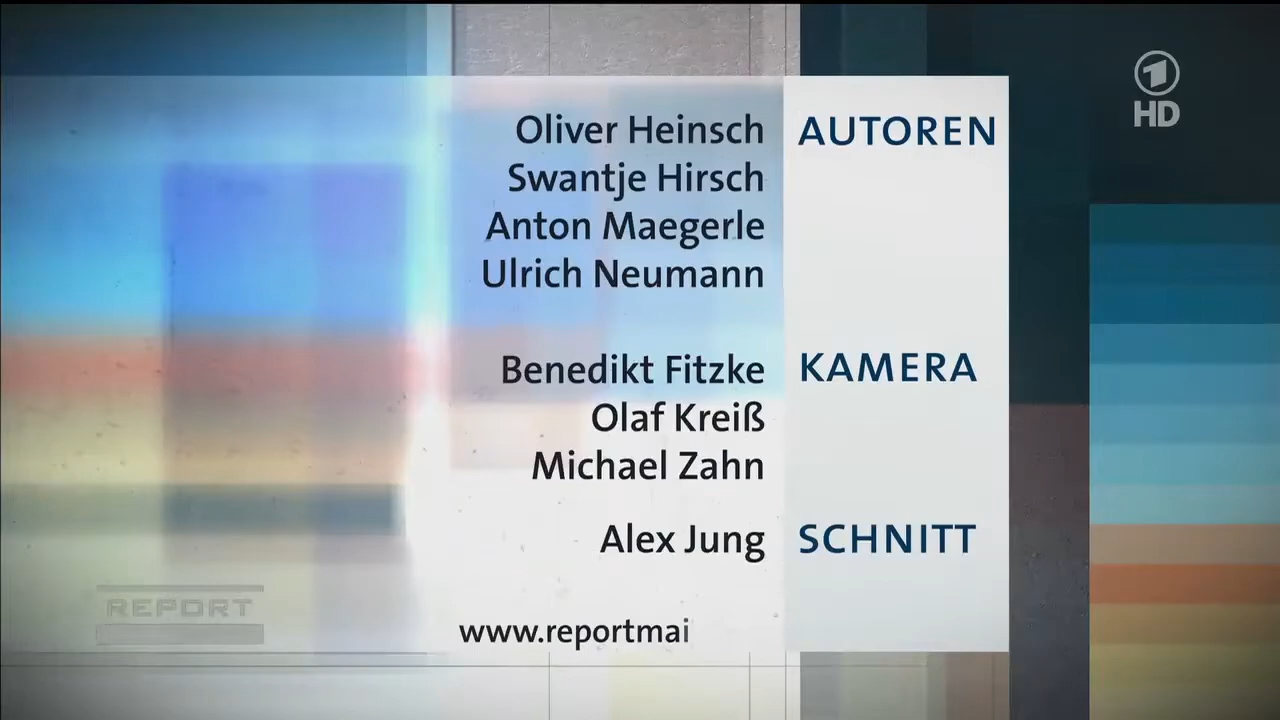 Oliver Heinsch AUTOREN
Swantje Hirsch
Anton Maegerle
Ulrich Neumann
Benedikt Fitzke KAMERA
Olaf Kreiß
Michael Zahn
Alex Jung SCHNITT
www.reportmai
REPORT
1
HD